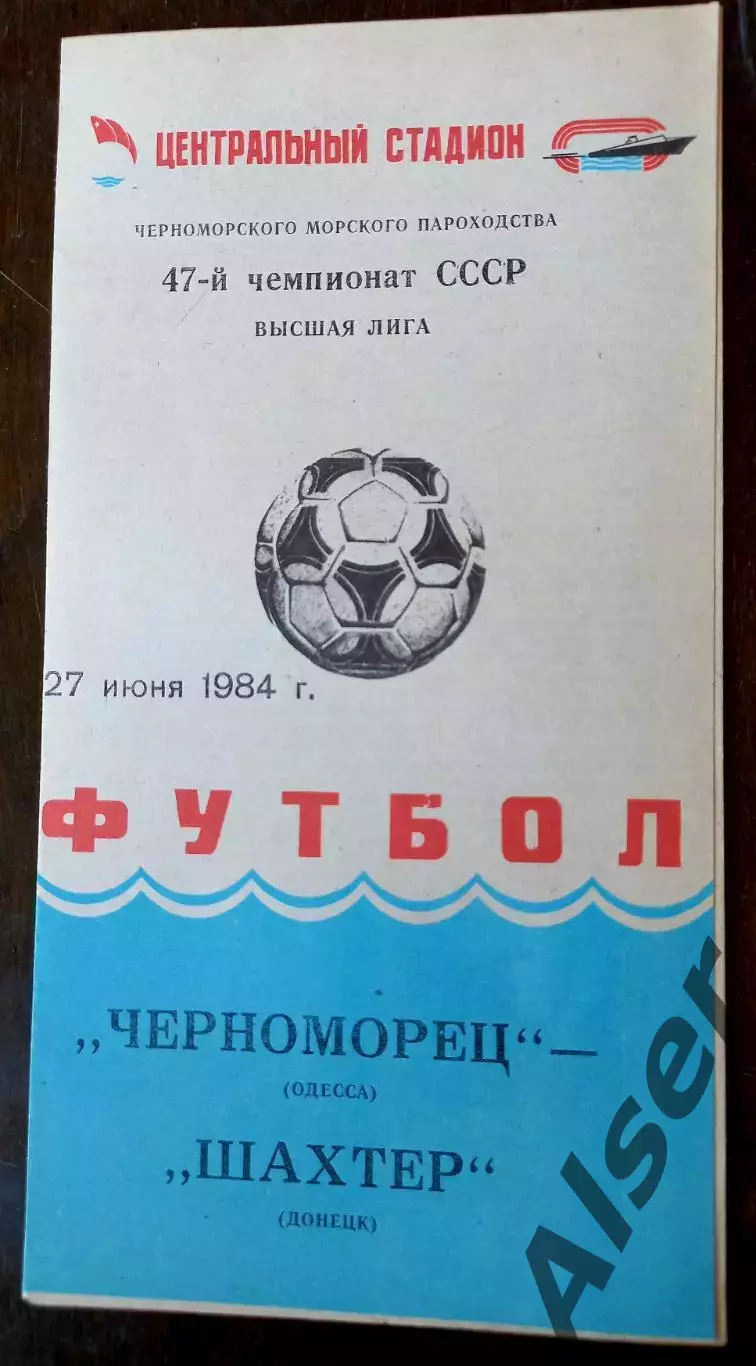 ЦЕНТРАЛЬНЫЙ СТАДИОН
ЧЕРНОМОРСКОГО МОРСКОГО ПАРОХОДСТВА
47-й чемпионат СССР
ВЫСШАЯ ЛИГА
27 июня 1984 г.
ФУТБОЛ
„ЧЕРНОМОРЕЦ“—
(ОДЕССА)
„ШАХТЕР“
(ДОНЕЦК)
Alser